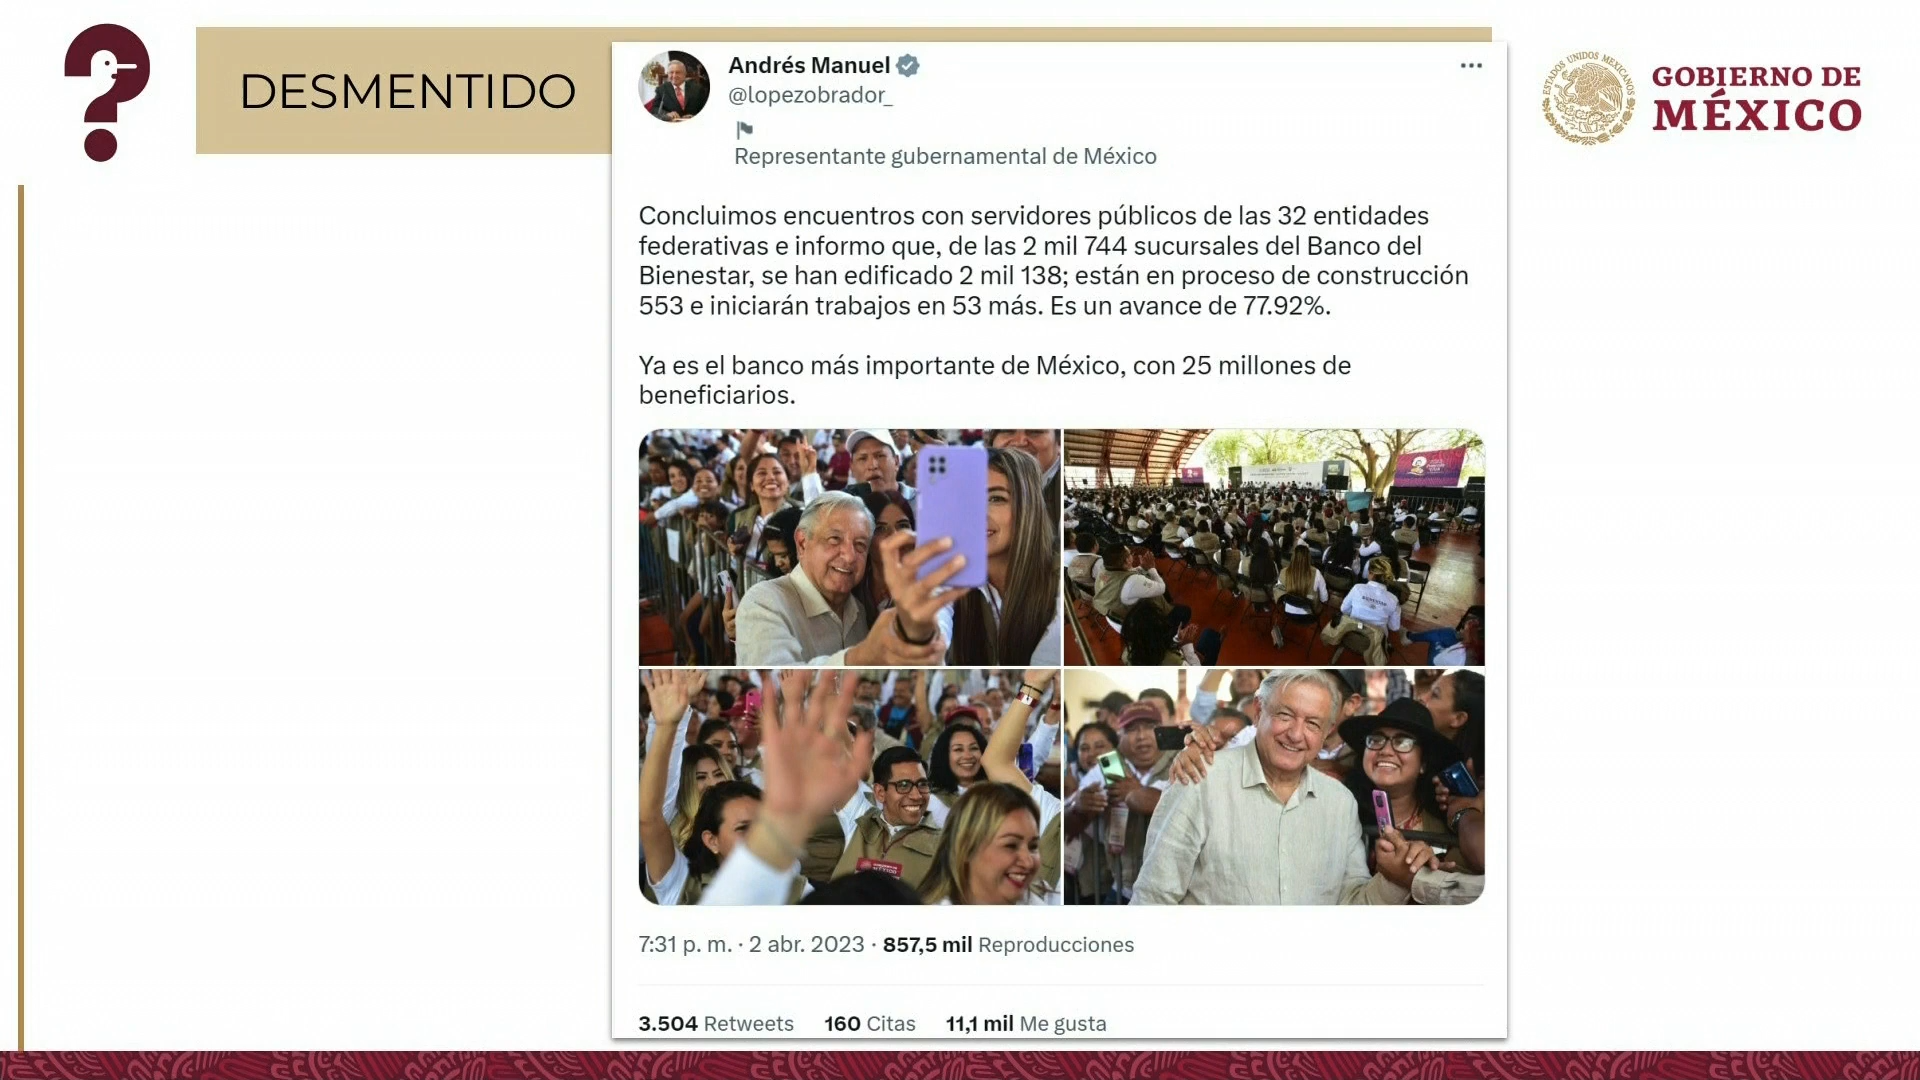 DESMENTIDO
Andrés Manuel
@lopezobrador_
Representante gubernamental de México
GOBIERNO DE
MÉXICO
ESTADOS UNIDOS MEXICANOS
Concluimos encuentros con servidores públicos de las 32 entidades
federativas e informo que, de las 2 mil 744 sucursales del Banco del
Bienestar, se han edificado 2 mil 138; están en proceso de construcción
553 e iniciarán trabajos en 53 más. Es un avance de 77.92%.
Ya es el banco más importante de México, con 25 millones de
beneficiarios.
BIENESTAR
7:31 p. m. · 2 abr. 2023 · 857,5 mil Reproducciones
3.504 Retweets 160 Citas 11,1 mil Me gusta